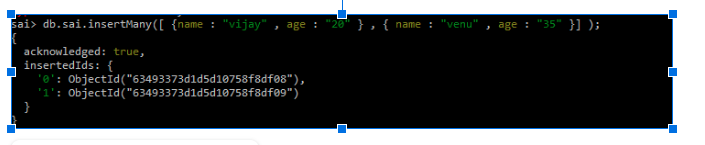 sai> db.sai.insertMany([ {name : "vijay" , age : "20" } , { name : "venu" , age : "35" }] );
{
  acknowledged: true,
  insertedIds: {
    '0': ObjectId("63493373d1d5d10758f8df08"),
    '1': ObjectId("63493373d1d5d10758f8df09")
  }
}